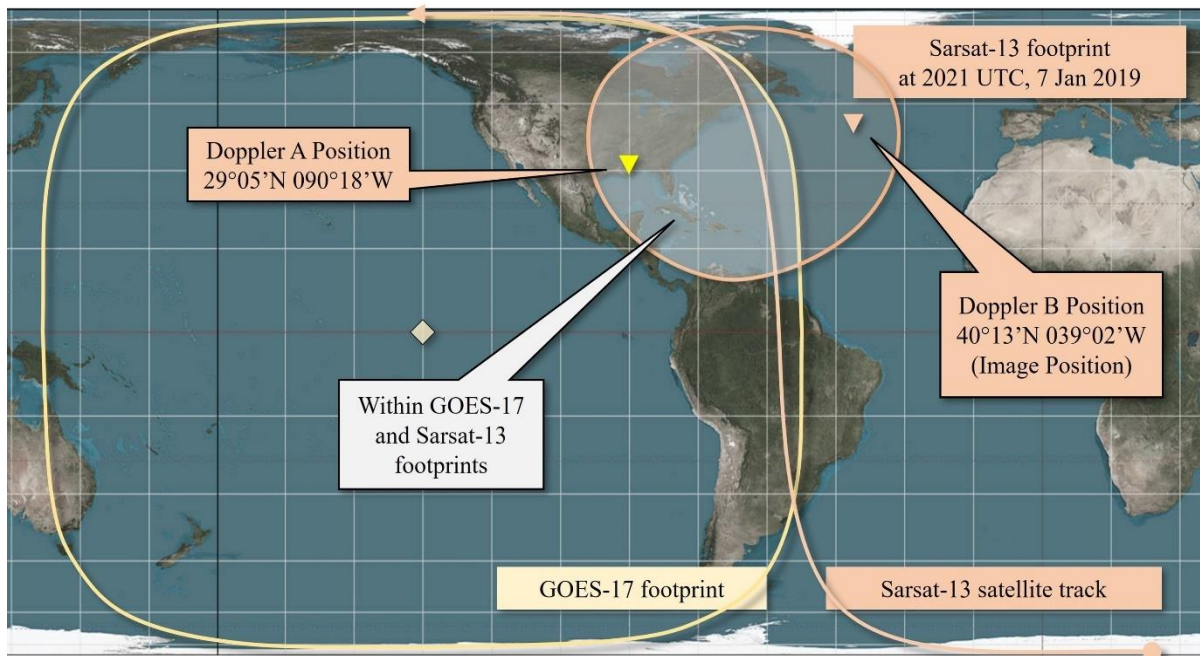 Sarsat-13 footprint
at 2021 UTC, 7 Jan 2019
Doppler A Position
29°05’N 090°18’W
Doppler B Position
40°13’N 039°02’W
(Image Position)
Within GOES-17
and Sarsat-13
footprints
GOES-17 footprint
Sarsat-13 satellite track